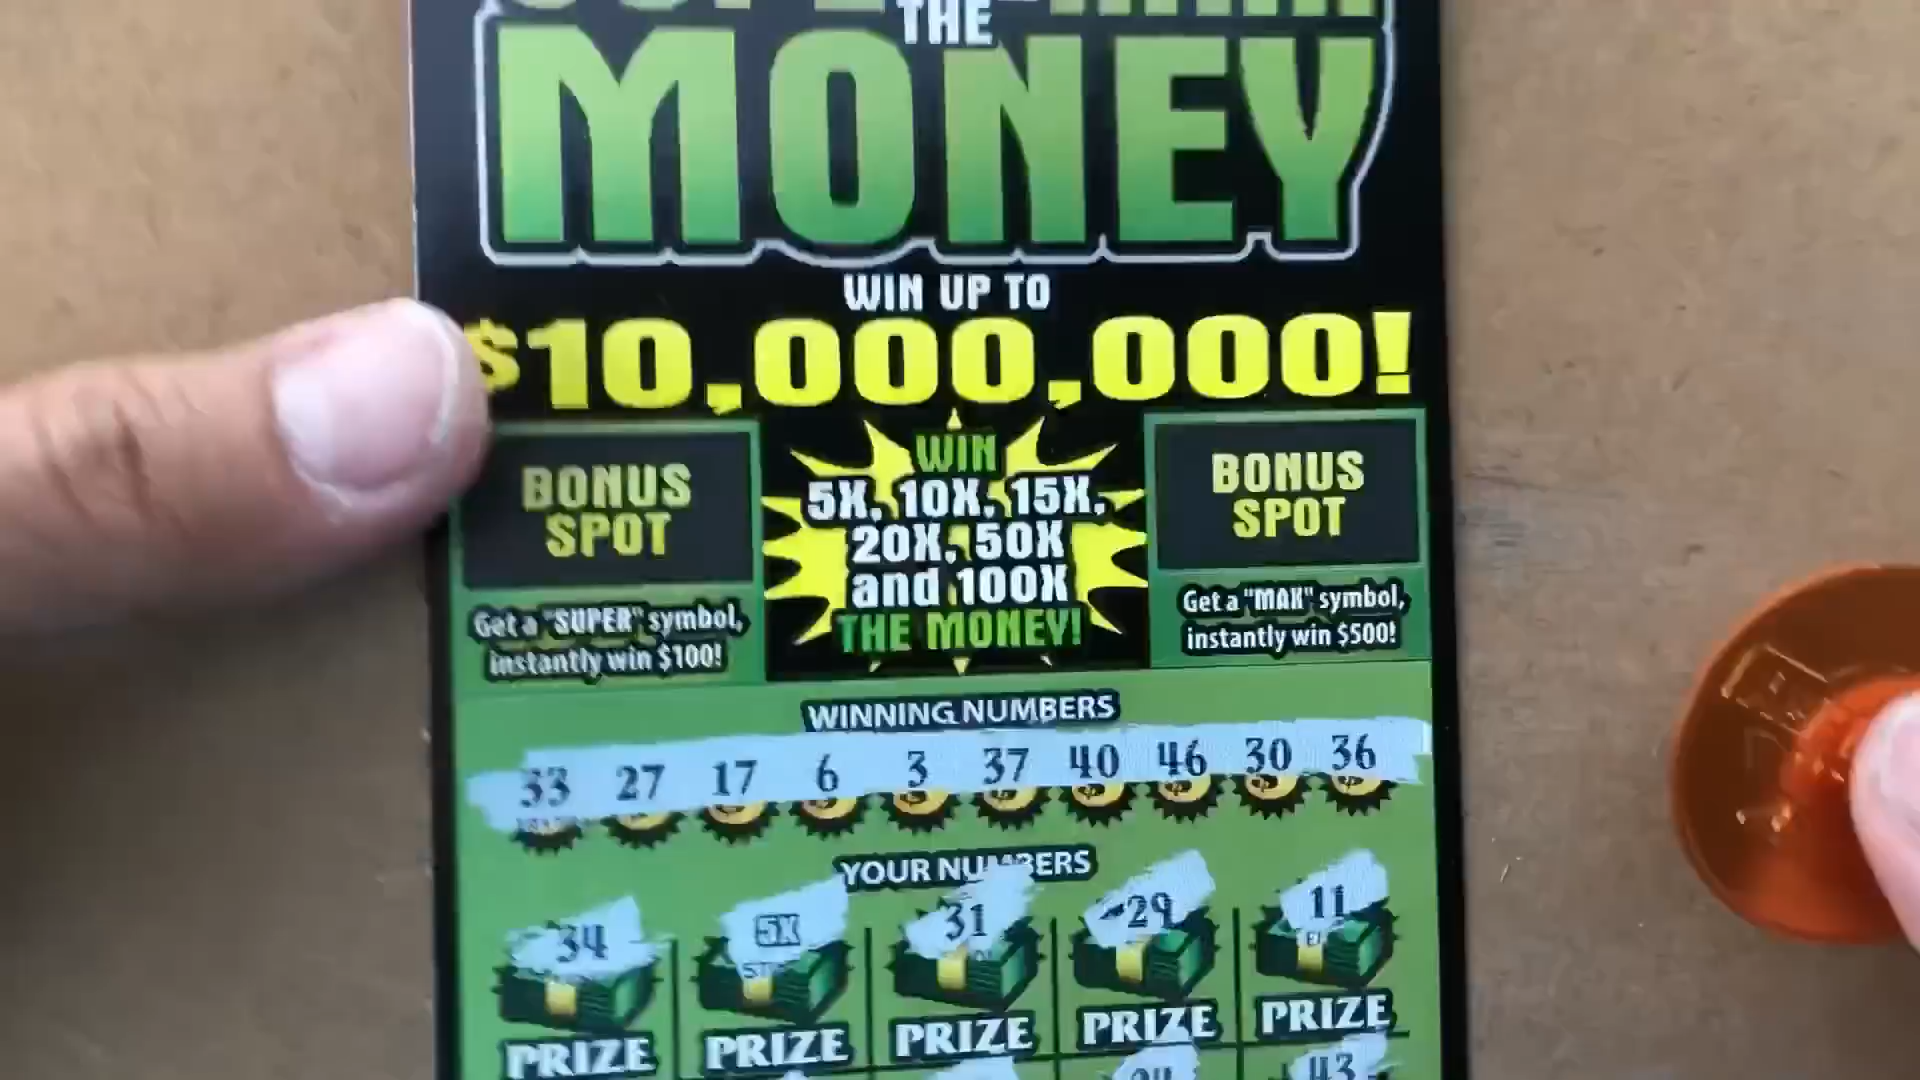 THE
MONEY
WIN UP TO
$10,000,000!
BONUS
SPOT
Get a "SUPER" symbol,
instantly win $100!
WIN
5X, 10X, 15X,
20X, 50X
and 100X
THE MONEY!
BONUS
SPOT
Get a "MAX" symbol,
instantly win $500!
WINNING NUMBERS
33 27 17 6 3 37 40 46 30 36
YOUR NUMBERS
34 5X 31 29 11
PRIZE PRIZE PRIZE PRIZE PRIZE
43